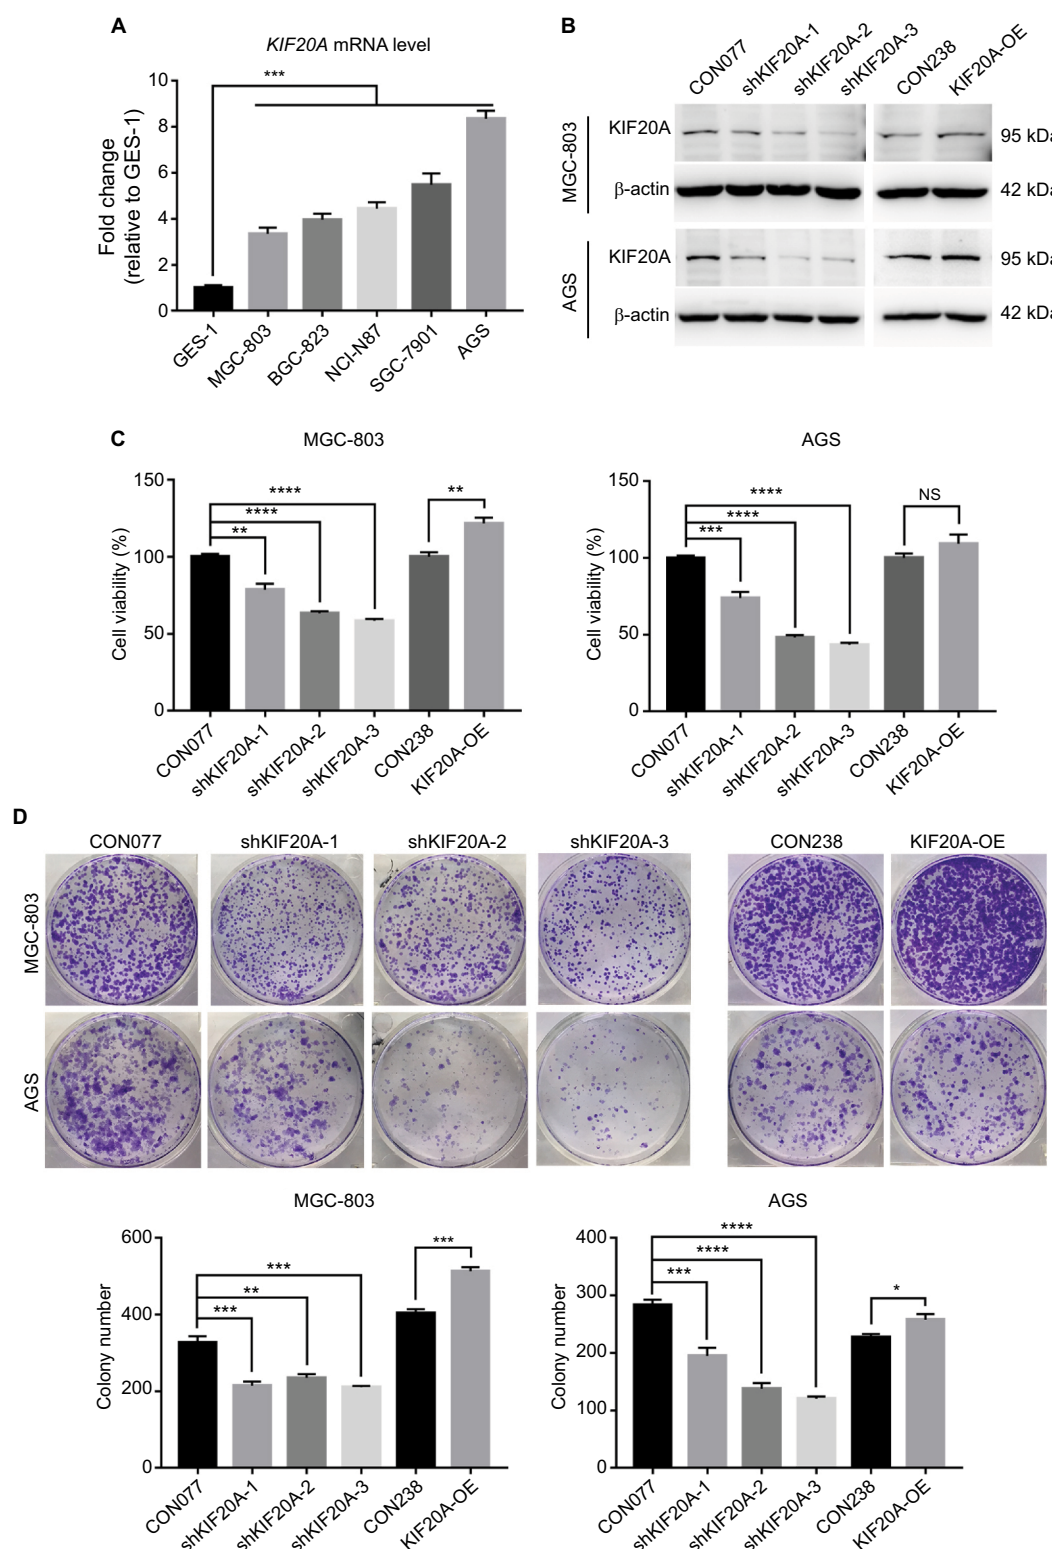 A
KIF20A mRNA level
***
Fold change
(relative to GES-1)
10
8
6
4
2
0
GES-1
MGC-803
BGC-823
NCI-N87
SGC-7901
AGS
B
CON077
shKIF20A-1
shKIF20A-2
shKIF20A-3
CON238
KIF20A-OE
MGC-803
KIF20A
95 kDa
β-actin
42 kDa
AGS
KIF20A
95 kDa
β-actin
42 kDa
C
MGC-803
Cell viability (%)
150
100
50
0
****
****
**
**
CON077
shKIF20A-1
shKIF20A-2
shKIF20A-3
CON238
KIF20A-OE
AGS
Cell viability (%)
150
100
50
0
****
****
***
NS
CON077
shKIF20A-1
shKIF20A-2
shKIF20A-3
CON238
KIF20A-OE
D
CON077
shKIF20A-1
shKIF20A-2
shKIF20A-3
CON238
KIF20A-OE
MGC-803
AGS
MGC-803
Colony number
600
400
200
0
***
**
***
***
CON077
shKIF20A-1
shKIF20A-2
shKIF20A-3
CON238
KIF20A-OE
AGS
Colony number
400
300
200
100
0
****
****
***
*
CON077
shKIF20A-1
shKIF20A-2
shKIF20A-3
CON238
KIF20A-OE